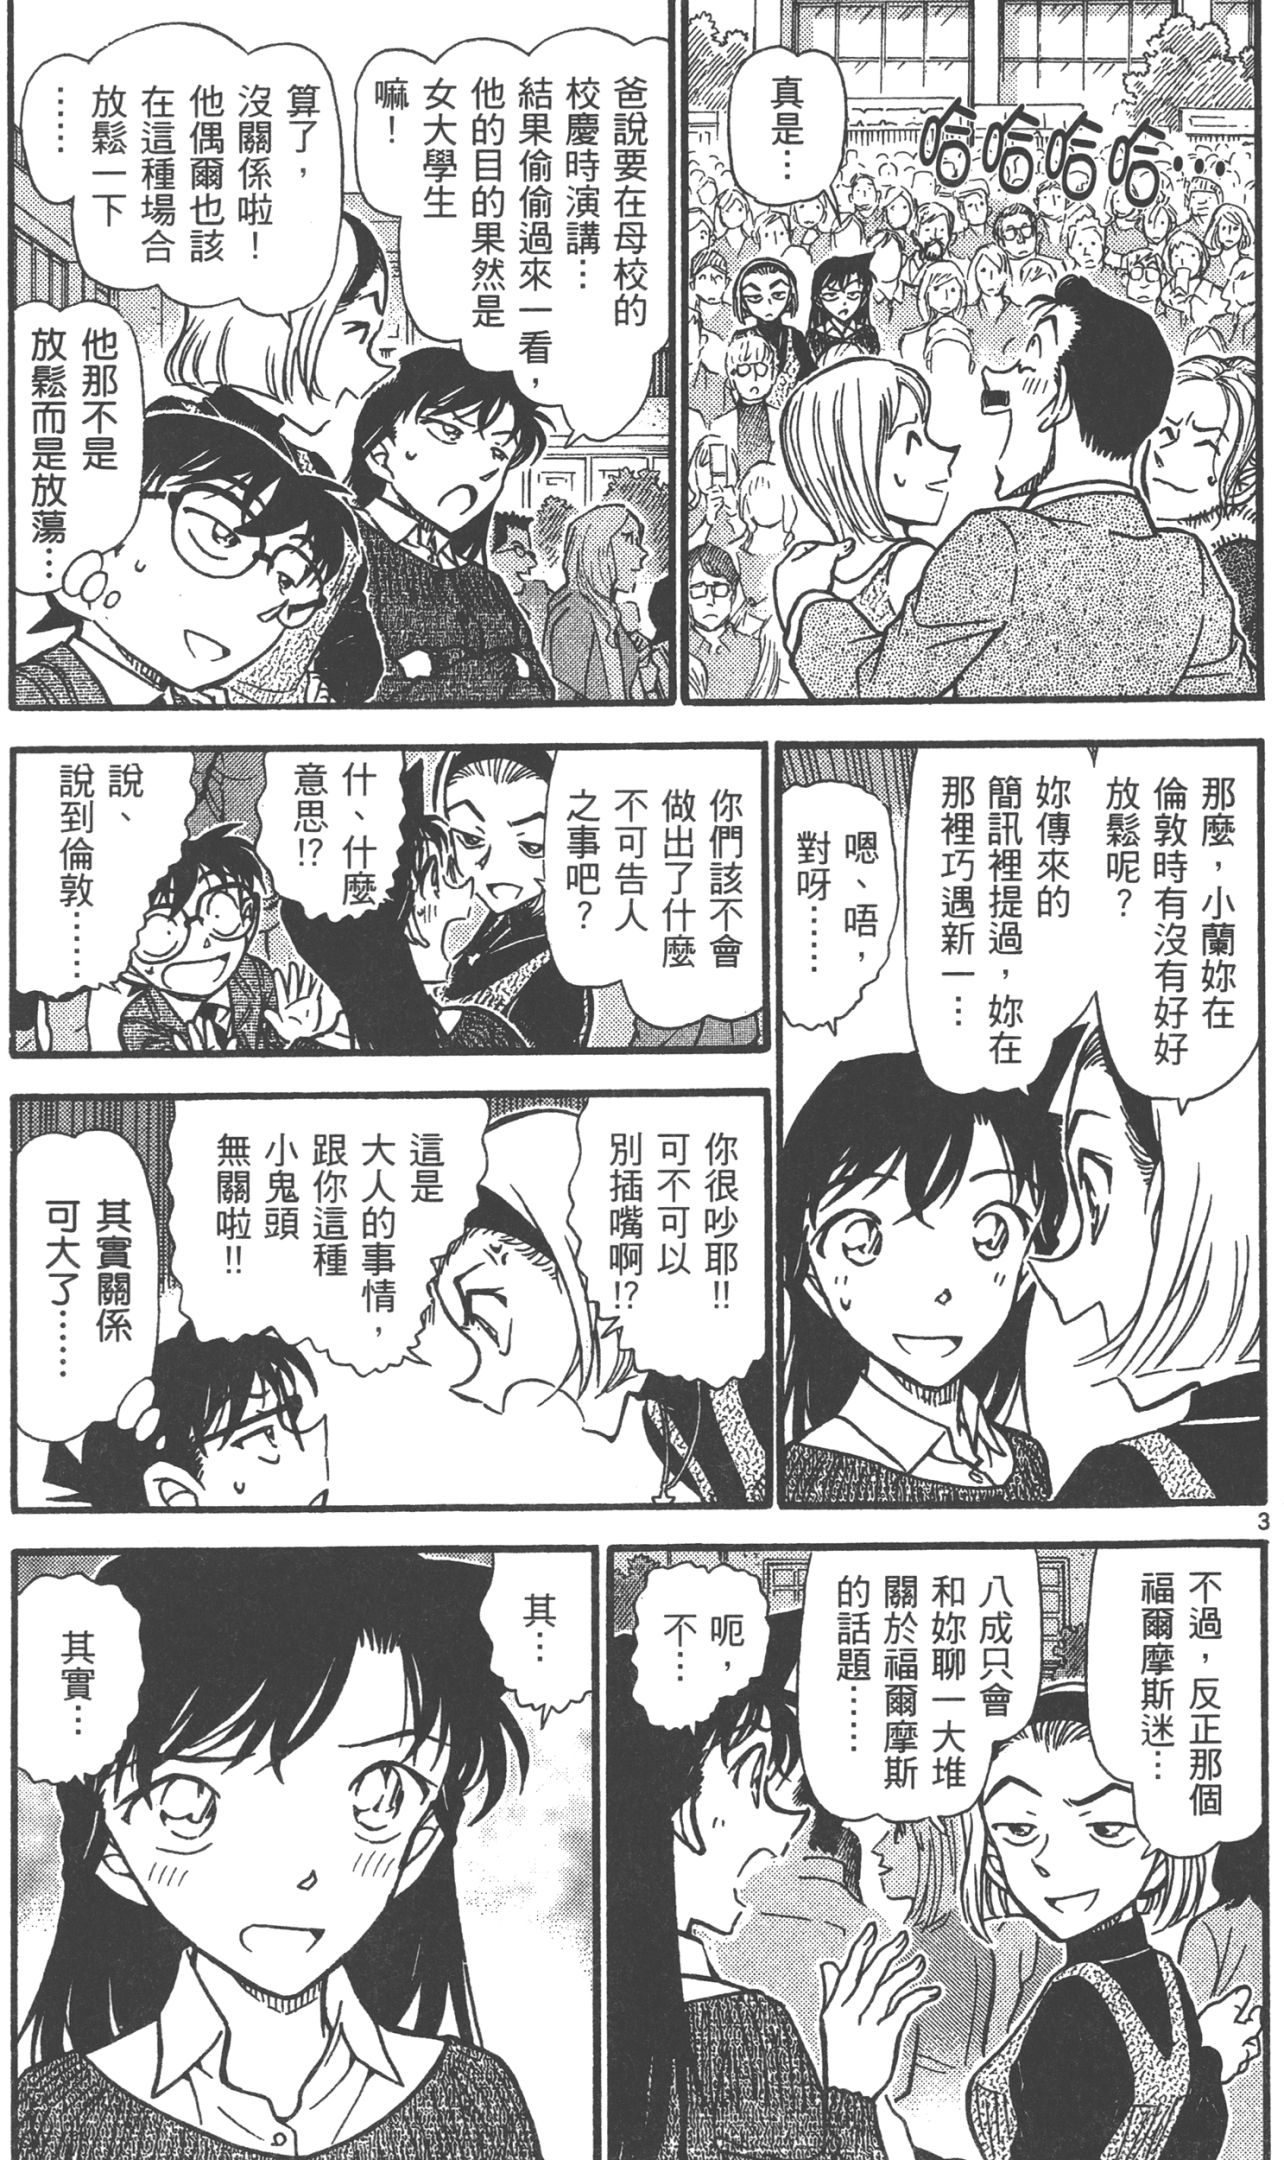 哈哈哈哈…
真是…
爸說要在母校的
校慶時演講…
結果偷偷過來一看，
他的目的果然是
女大學生
嘛！
算了，
沒關係啦！
他偶爾也該
在這種場合
放鬆一下
……
他那不是
放鬆而是放蕩…
那麼，小蘭妳在
倫敦時有沒有好好
放鬆呢？
妳傳來的
簡訊裡提過，妳在
那裡巧遇新一…
嗯、唔，
對呀……
你們該不會
做出了什麼
不可告人
之事吧？
什、什麼
意思!?
說、
說到倫敦……
你很吵耶!!
可不可以
別插嘴啊!?
這是
大人的事情，
跟你這種
小鬼頭
無關啦!!
其實關係
可大了……
3
不過，反正那個
福爾摩斯迷…
八成只會
和妳聊一大堆
關於福爾摩斯
的話題……
呃，
不…
其…
其實…